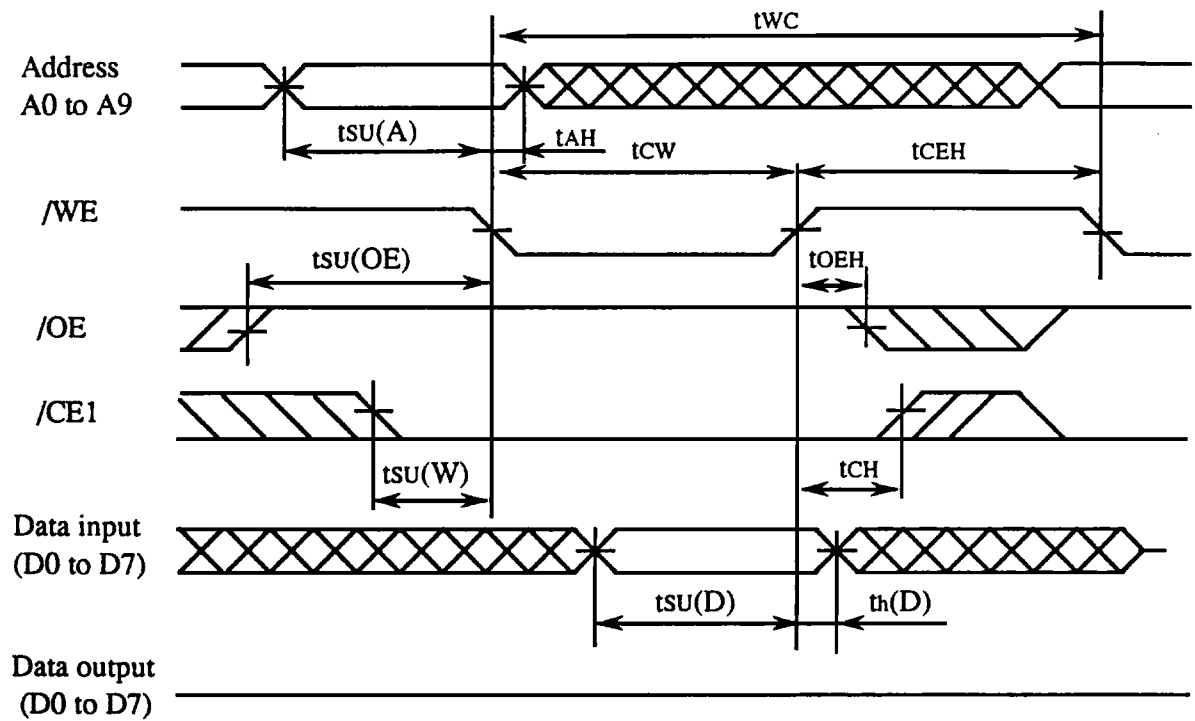 tWC
Address
A0 to A9
tSU(A)
tAH
tCW
tCEH
/WE
tSU(OE)
tOEH
/OE
/CE1
tSU(W)
tCH
Data input
(D0 to D7)
tSU(D)
th(D)
Data output
(D0 to D7)